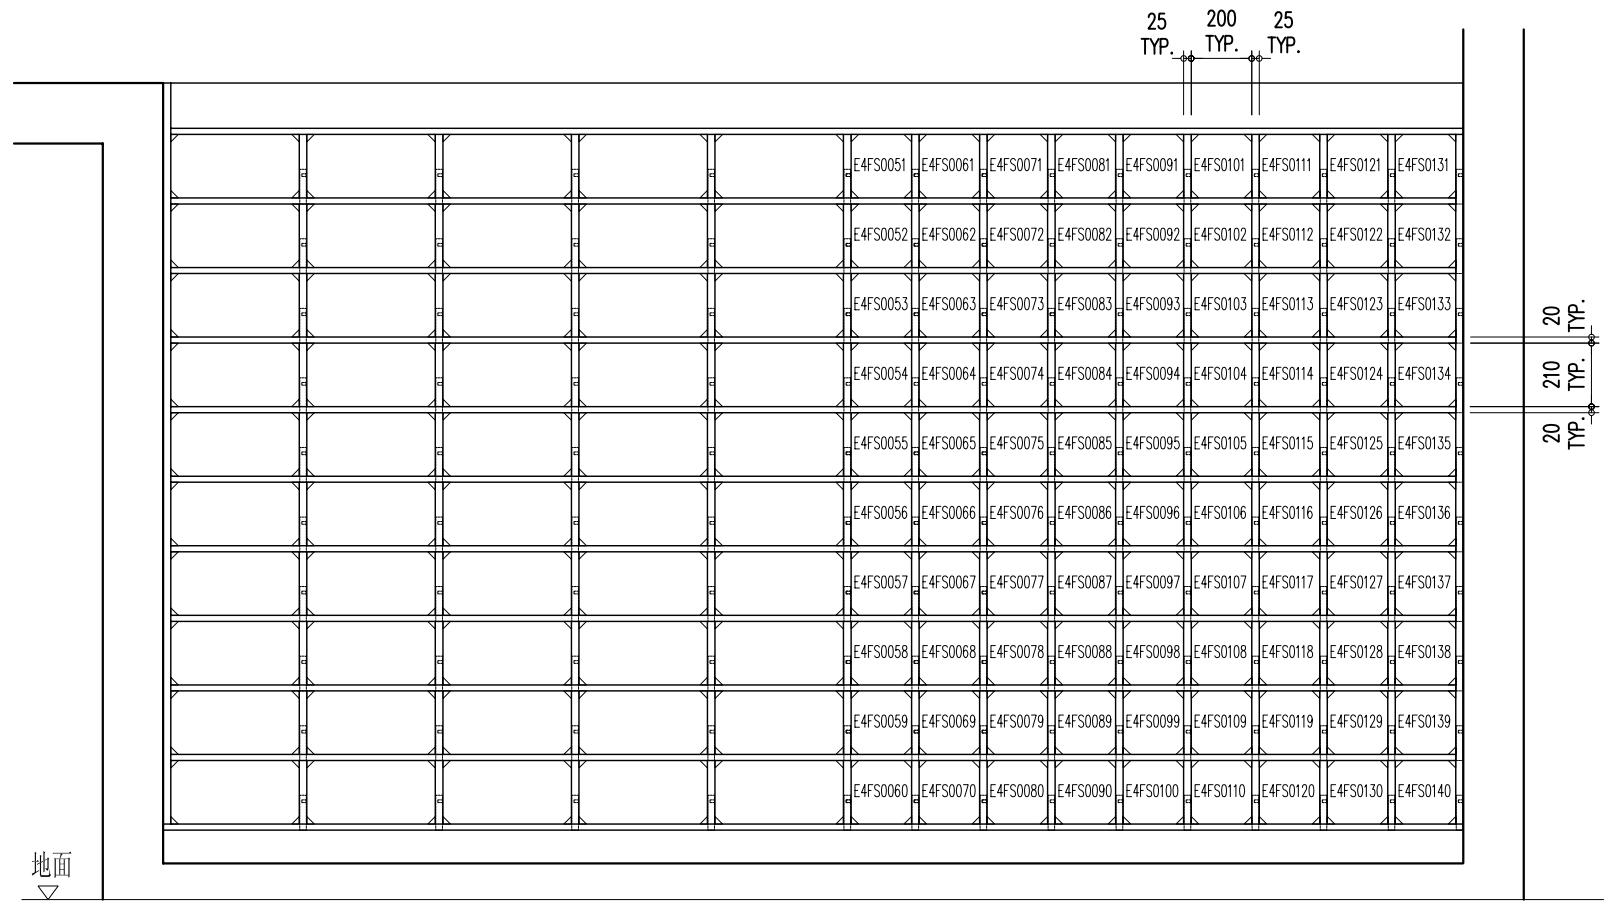 25 200 25
TYP. TYP. TYP.
E4FS0051 E4FS0061 E4FS0071 E4FS0081 E4FS0091 E4FS0101 E4FS0111 E4FS0121 E4FS0131
E4FS0052 E4FS0062 E4FS0072 E4FS0082 E4FS0092 E4FS0102 E4FS0112 E4FS0122 E4FS0132
E4FS0053 E4FS0063 E4FS0073 E4FS0083 E4FS0093 E4FS0103 E4FS0113 E4FS0123 E4FS0133
20
TYP.
E4FS0054 E4FS0064 E4FS0074 E4FS0084 E4FS0094 E4FS0104 E4FS0114 E4FS0124 E4FS0134
210
TYP.
E4FS0055 E4FS0065 E4FS0075 E4FS0085 E4FS0095 E4FS0105 E4FS0115 E4FS0125 E4FS0135
20
TYP.
E4FS0056 E4FS0066 E4FS0076 E4FS0086 E4FS0096 E4FS0106 E4FS0116 E4FS0126 E4FS0136
E4FS0057 E4FS0067 E4FS0077 E4FS0087 E4FS0097 E4FS0107 E4FS0117 E4FS0127 E4FS0137
E4FS0058 E4FS0068 E4FS0078 E4FS0088 E4FS0098 E4FS0108 E4FS0118 E4FS0128 E4FS0138
E4FS0059 E4FS0069 E4FS0079 E4FS0089 E4FS0099 E4FS0109 E4FS0119 E4FS0129 E4FS0139
E4FS0060 E4FS0070 E4FS0080 E4FS0090 E4FS0100 E4FS0110 E4FS0120 E4FS0130 E4FS0140
地面